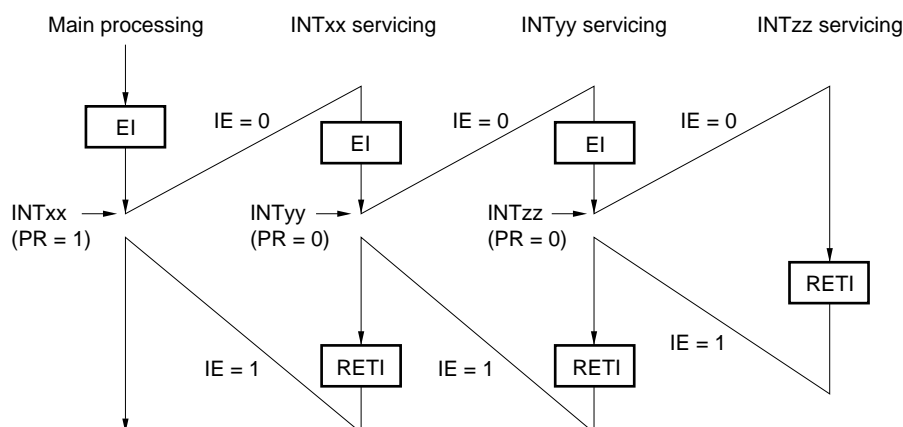 Main processing
INTxx servicing
INTyy servicing
INTzz servicing
EI
IE = 0
EI
IE = 0
EI
IE = 0
INTxx
(PR = 1)
INTyy
(PR = 0)
INTzz
(PR = 0)
RETI
IE = 1
RETI
IE = 1
RETI
IE = 1